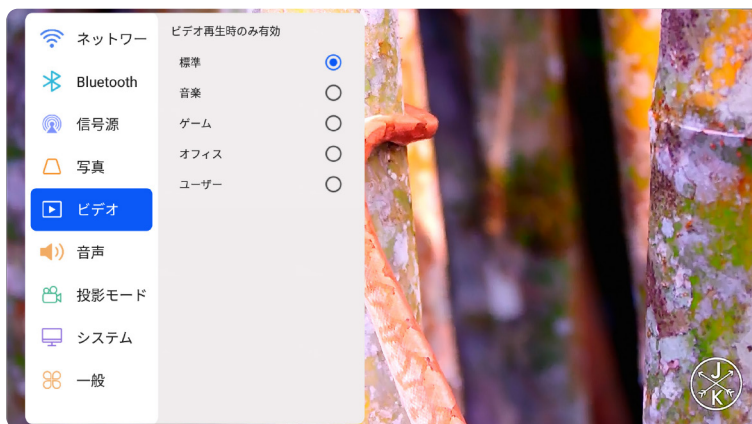 ネットワー
Bluetooth
信号源
写真
ビデオ
音声
投影モード
システム
一般
ビデオ再生時のみ有効
標準
音楽
ゲーム
オフィス
ユーザー
J
K